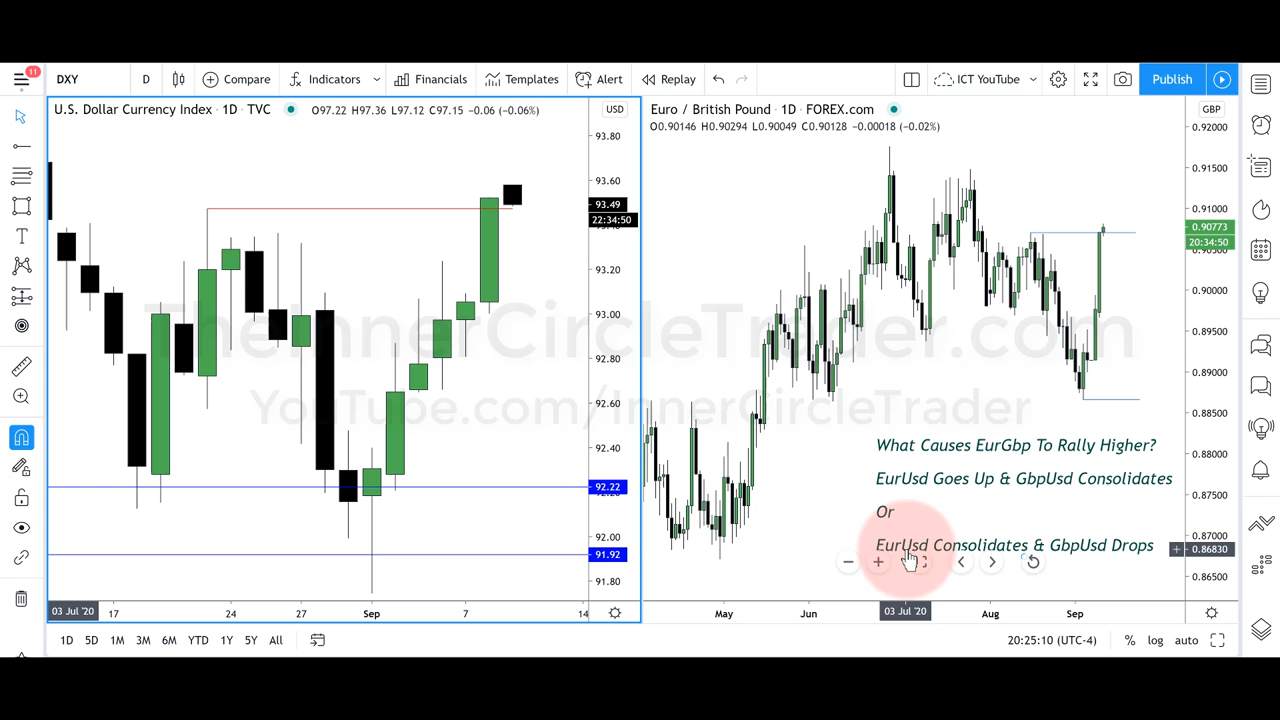 11
DXY
D
Compare
Indicators
Financials
Templates
Alert
Replay
ICT YouTube
Publish
U.S. Dollar Currency Index · 1D · TVC
O97.22 H97.36 L97.12 C97.15 −0.06 (−0.06%)
USD
93.80
93.60
93.49
22:34:50
93.20
93.00
92.80
92.60
92.40
92.22
92.00
91.92
91.80
03 Jul '20
17
24
27
Sep
7
14
Euro / British Pound · 1D · FOREX.com
O0.90146 H0.90294 L0.90049 C0.90128 −0.00018 (−0.02%)
GBP
0.92000
0.91500
0.91000
0.90773
20:34:50
0.90000
0.89500
0.89000
0.88500
0.88000
0.87500
0.87000
0.86830
0.86500
TheInnerCircleTrader.com
YouTube.com/InnerCircleTrader
What Causes EurGbp To Rally Higher?
EurUsd Goes Up & GbpUsd Consolidates
Or
EurUsd Consolidates & GbpUsd Drops
May
Jun
03 Jul '20
Aug
Sep
1D 5D 1M 3M 6M YTD 1Y 5Y All
20:25:10 (UTC-4)
% log auto